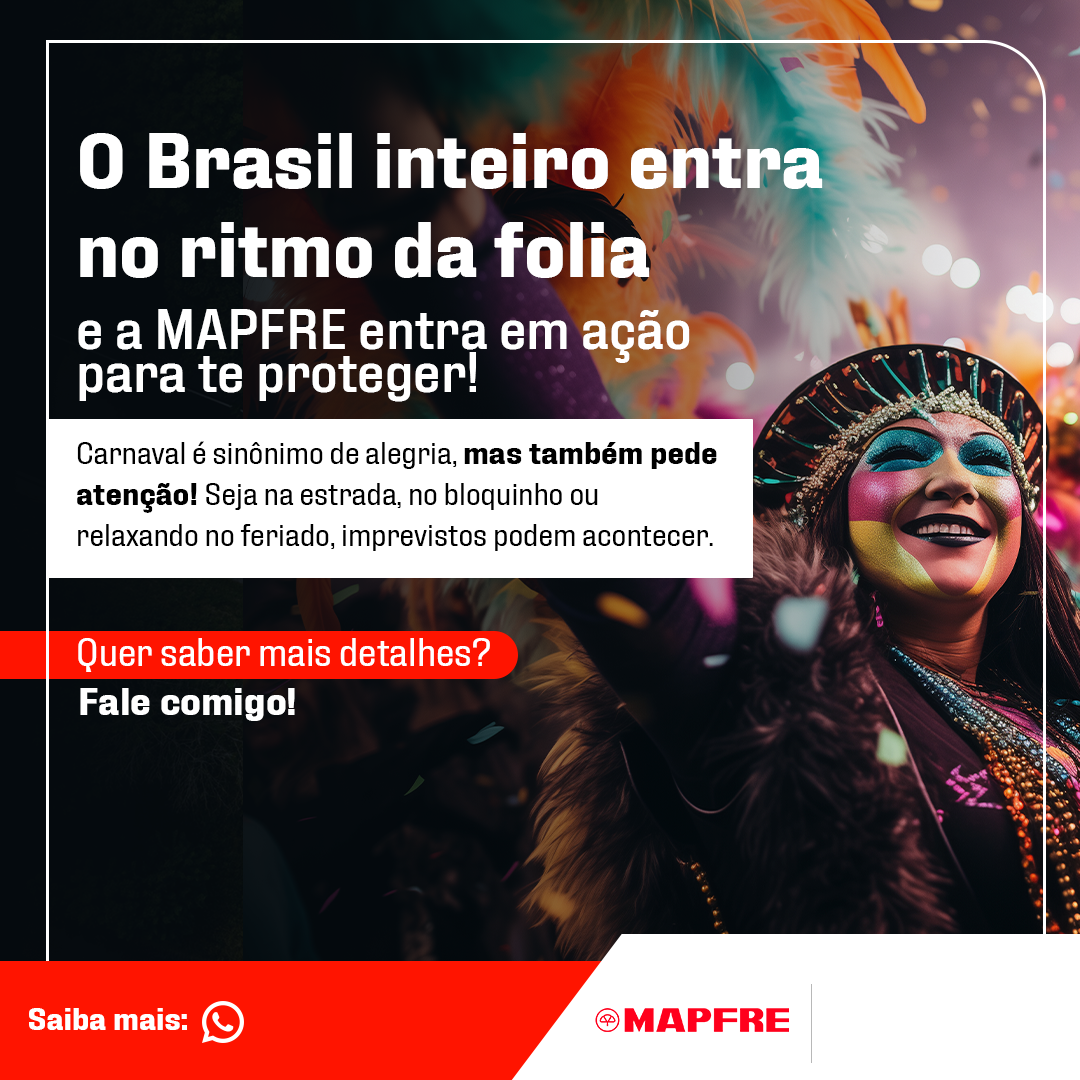 O Brasil inteiro entra
no ritmo da folia
e a MAPFRE entra em ação
para te proteger!
Carnaval é sinônimo de alegria, mas também pede
atenção! Seja na estrada, no bloquinho ou
relaxando no feriado, imprevistos podem acontecer.
Quer saber mais detalhes?
Fale comigo!
Saiba mais:
MAPFRE